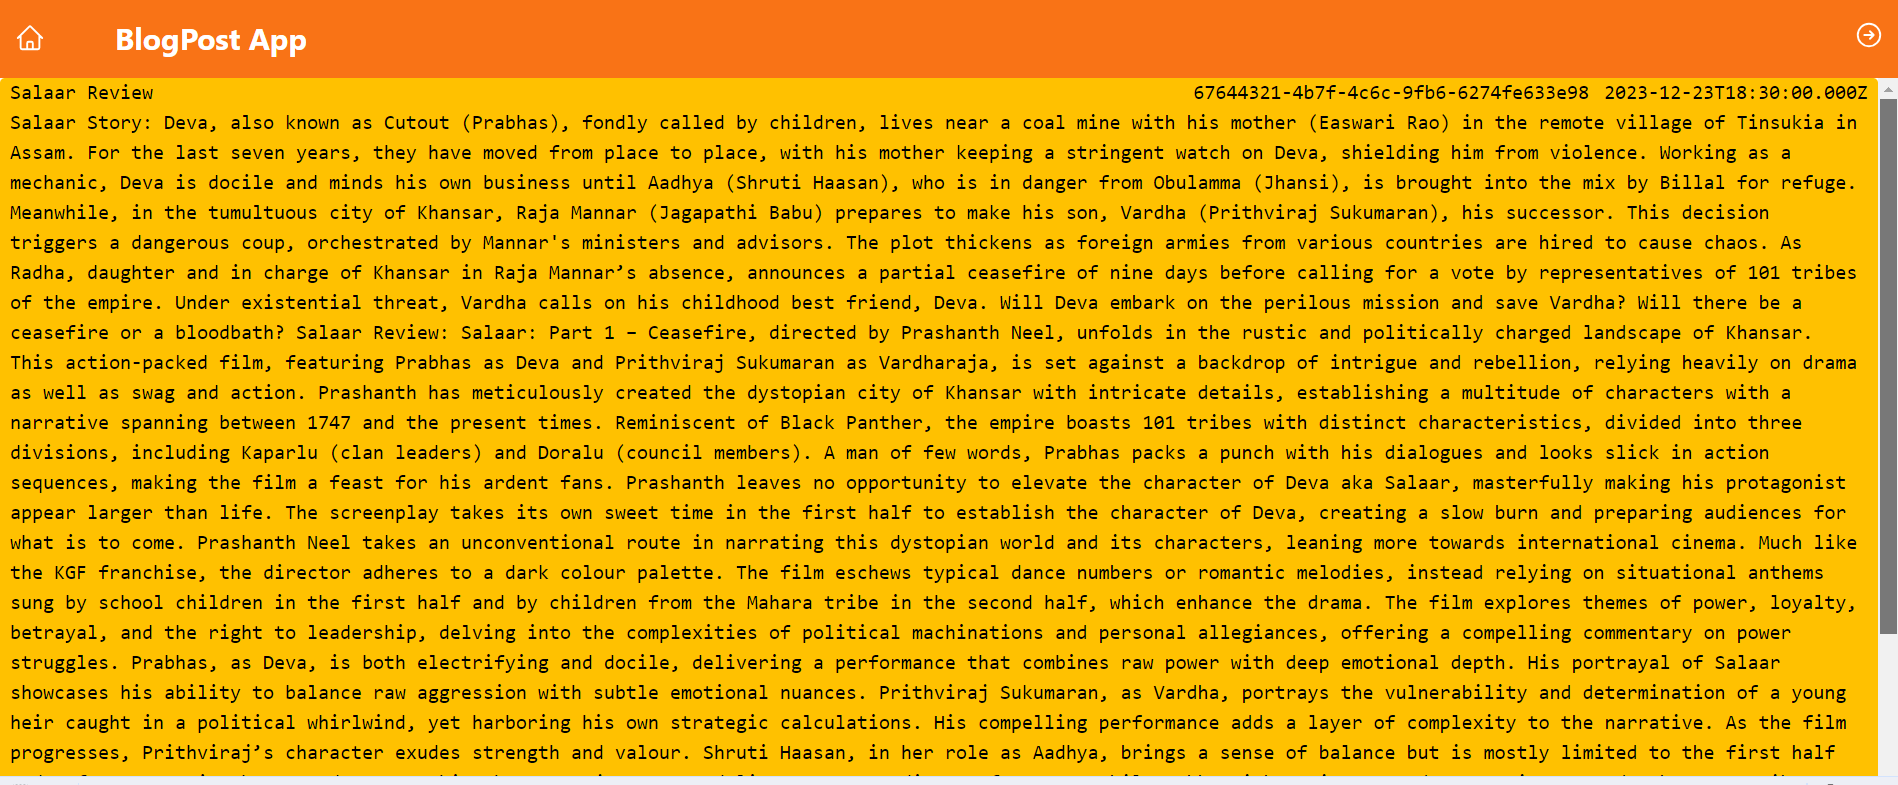 BlogPost App
Salaar Review 67644321-4b7f-4c6c-9fb6-6274fe633e98 2023-12-23T18:30:00.000Z
Salaar Story: Deva, also known as Cutout (Prabhas), fondly called by children, lives near a coal mine with his mother (Easwari Rao) in the remote village of Tinsukia in
Assam. For the last seven years, they have moved from place to place, with his mother keeping a stringent watch on Deva, shielding him from violence. Working as a
mechanic, Deva is docile and minds his own business until Aadhya (Shruti Haasan), who is in danger from Obulamma (Jhansi), is brought into the mix by Billal for refuge.
Meanwhile, in the tumultuous city of Khansar, Raja Mannar (Jagapathi Babu) prepares to make his son, Vardha (Prithviraj Sukumaran), his successor. This decision
triggers a dangerous coup, orchestrated by Mannar's ministers and advisors. The plot thickens as foreign armies from various countries are hired to cause chaos. As
Radha, daughter and in charge of Khansar in Raja Mannar’s absence, announces a partial ceasefire of nine days before calling for a vote by representatives of 101 tribes
of the empire. Under existential threat, Vardha calls on his childhood best friend, Deva. Will Deva embark on the perilous mission and save Vardha? Will there be a
ceasefire or a bloodbath? Salaar Review: Salaar: Part 1 – Ceasefire, directed by Prashanth Neel, unfolds in the rustic and politically charged landscape of Khansar.
This action-packed film, featuring Prabhas as Deva and Prithviraj Sukumaran as Vardharaja, is set against a backdrop of intrigue and rebellion, relying heavily on drama
as well as swag and action. Prashanth has meticulously created the dystopian city of Khansar with intricate details, establishing a multitude of characters with a
narrative spanning between 1747 and the present times. Reminiscent of Black Panther, the empire boasts 101 tribes with distinct characteristics, divided into three
divisions, including Kaparlu (clan leaders) and Doralu (council members). A man of few words, Prabhas packs a punch with his dialogues and looks slick in action
sequences, making the film a feast for his ardent fans. Prashanth leaves no opportunity to elevate the character of Deva aka Salaar, masterfully making his protagonist
appear larger than life. The screenplay takes its own sweet time in the first half to establish the character of Deva, creating a slow burn and preparing audiences for
what is to come. Prashanth Neel takes an unconventional route in narrating this dystopian world and its characters, leaning more towards international cinema. Much like
the KGF franchise, the director adheres to a dark colour palette. The film eschews typical dance numbers or romantic melodies, instead relying on situational anthems
sung by school children in the first half and by children from the Mahara tribe in the second half, which enhance the drama. The film explores themes of power, loyalty,
betrayal, and the right to leadership, delving into the complexities of political machinations and personal allegiances, offering a compelling commentary on power
struggles. Prabhas, as Deva, is both electrifying and docile, delivering a performance that combines raw power with deep emotional depth. His portrayal of Salaar
showcases his ability to balance raw aggression with subtle emotional nuances. Prithviraj Sukumaran, as Vardha, portrays the vulnerability and determination of a young
heir caught in a political whirlwind, yet harboring his own strategic calculations. His compelling performance adds a layer of complexity to the narrative. As the film
progresses, Prithviraj’s character exudes strength and valour. Shruti Haasan, in her role as Aadhya, brings a sense of balance but is mostly limited to the first half